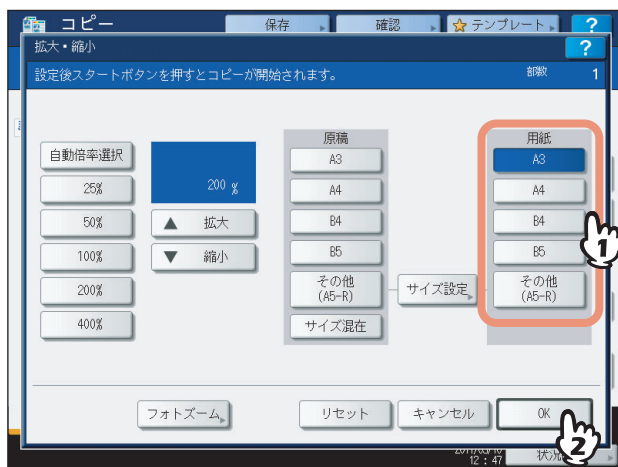 コピー
保存
確認
テンプレート
?
拡大・縮小
?
設定後スタートボタンを押すとコピーが開始されます。
部数 1
原稿
用紙
自動倍率選択
200 %
A3
A3
25%
A4
A4
50%
▲ 拡大
B4
B4
1
100%
▼ 縮小
B5
B5
200%
その他
(A5-R)
サイズ設定
その他
(A5-R)
400%
サイズ混在
フォトズーム
リセット
キャンセル
OK
2
12:47
状況